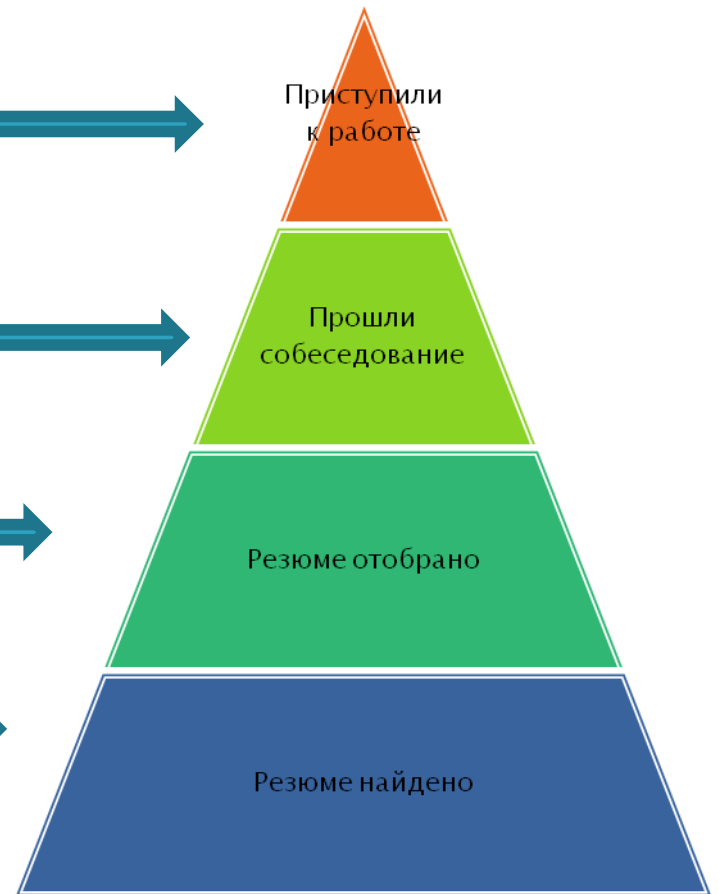 Приступили
к работе
Прошли
собеседование
Резюме отобрано
Резюме найдено